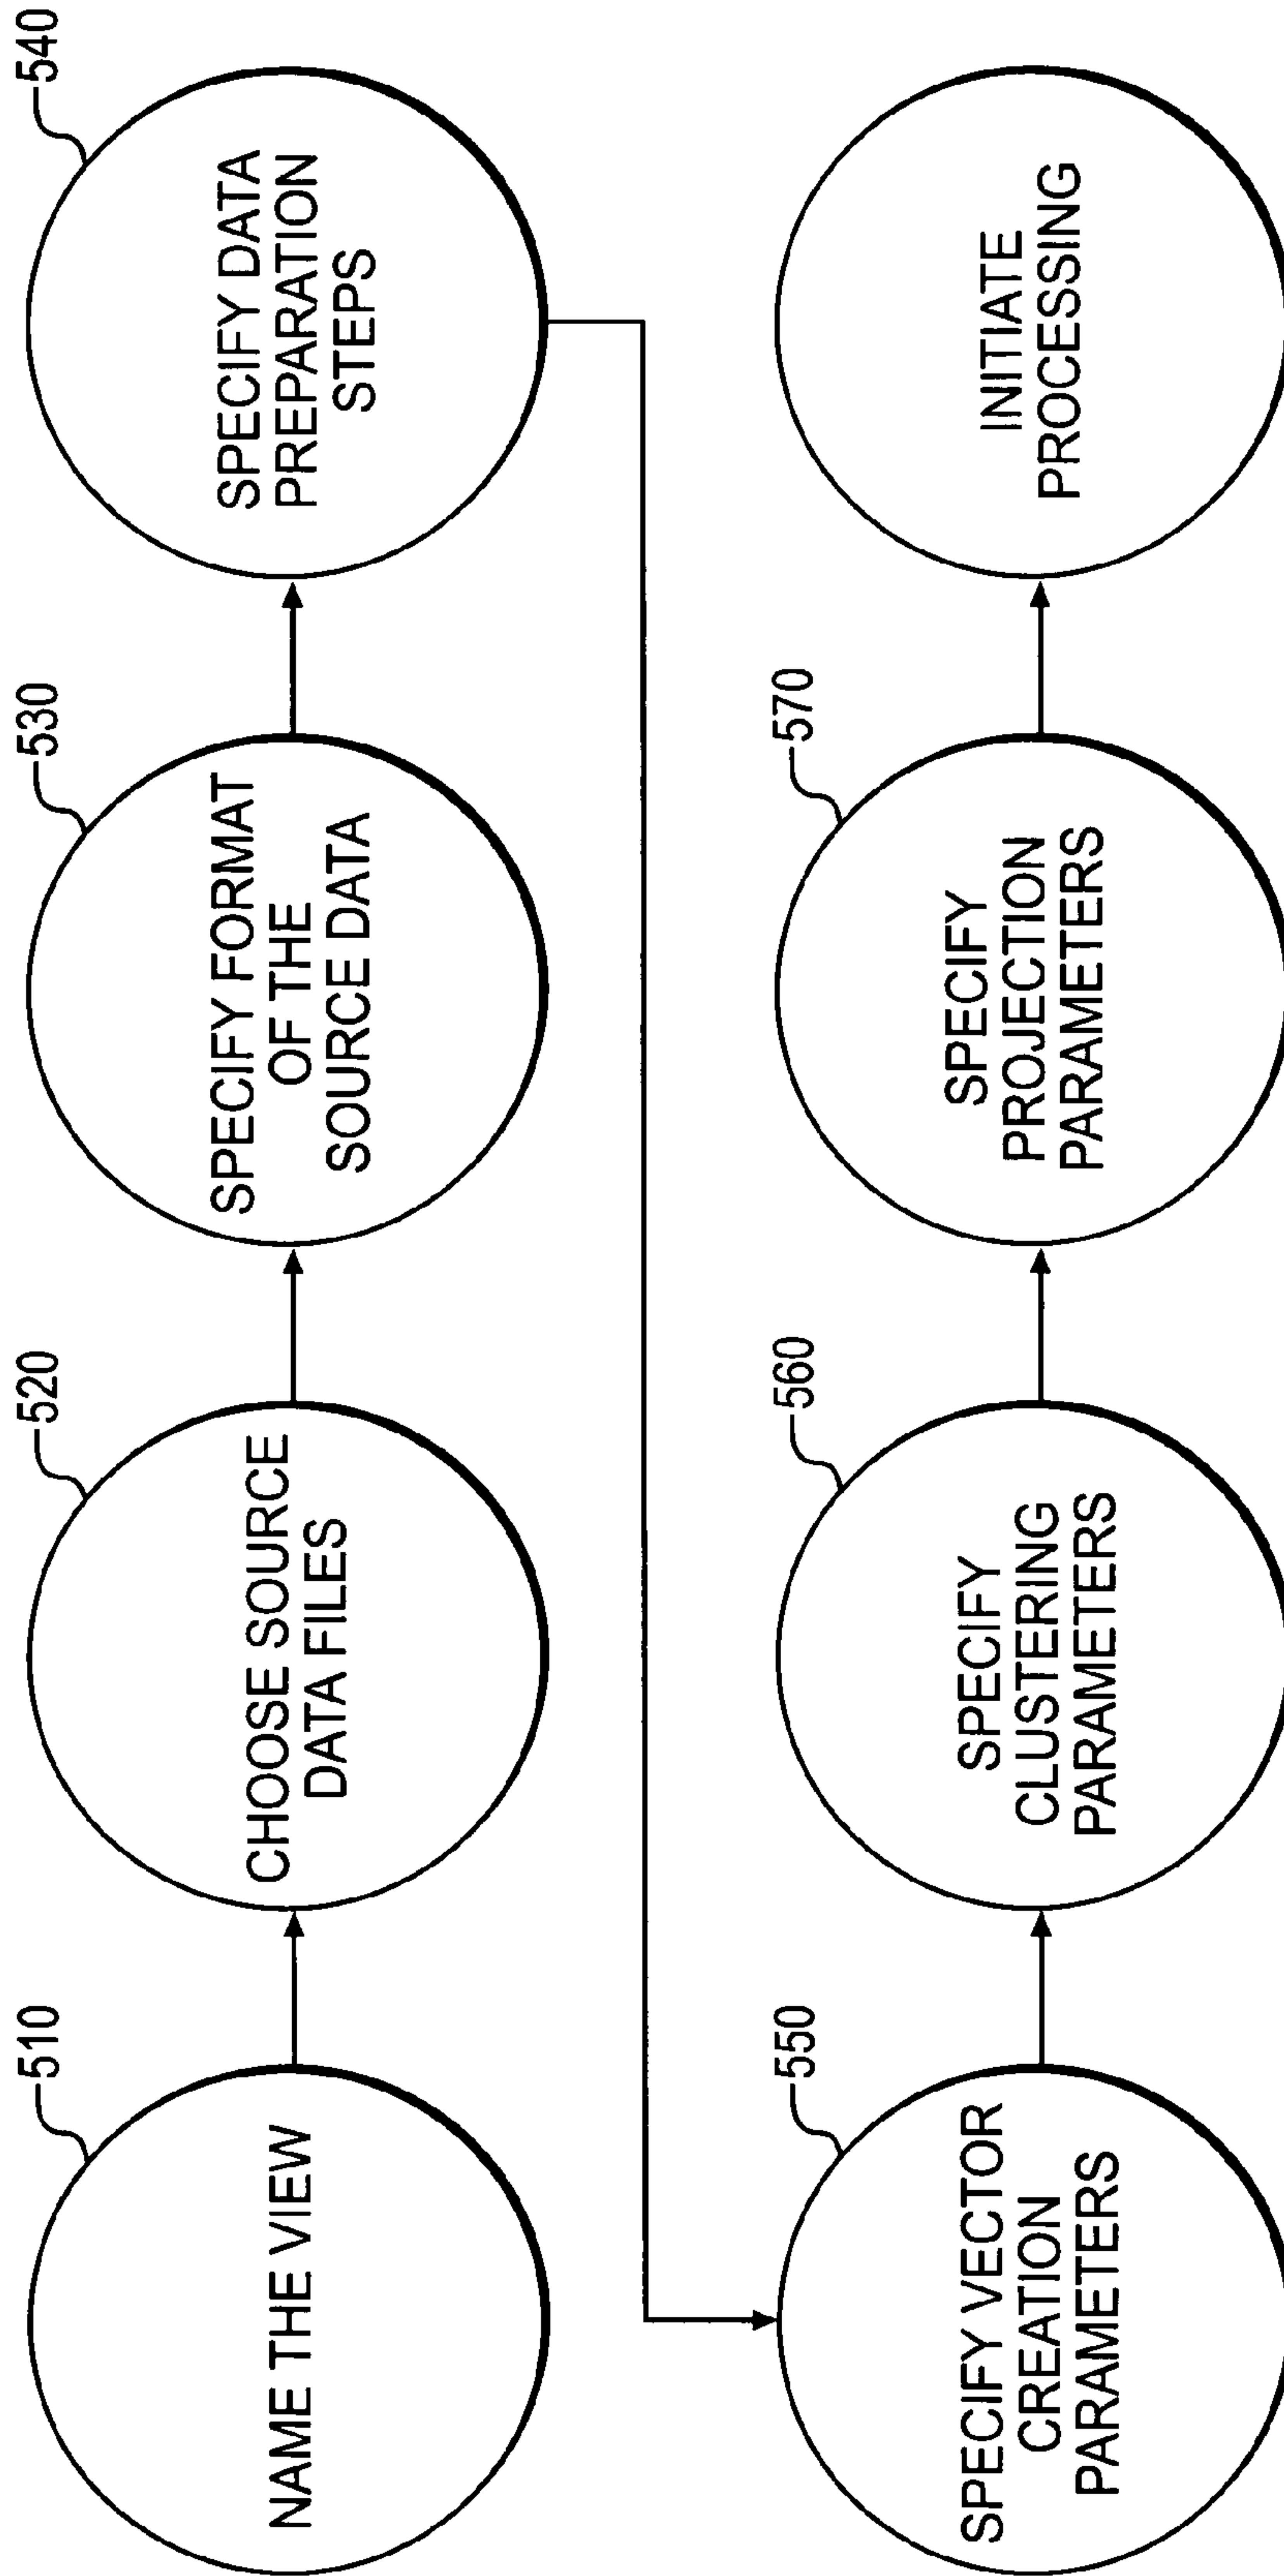 510
NAME THE VIEW
520
CHOOSE SOURCE
DATA FILES
530
SPECIFY FORMAT
OF THE
SOURCE DATA
540
SPECIFY DATA
PREPARATION
STEPS
550
SPECIFY VECTOR
CREATION
PARAMETERS
560
SPECIFY
CLUSTERING
PARAMETERS
570
SPECIFY
PROJECTION
PARAMETERS
INITIATE
PROCESSING